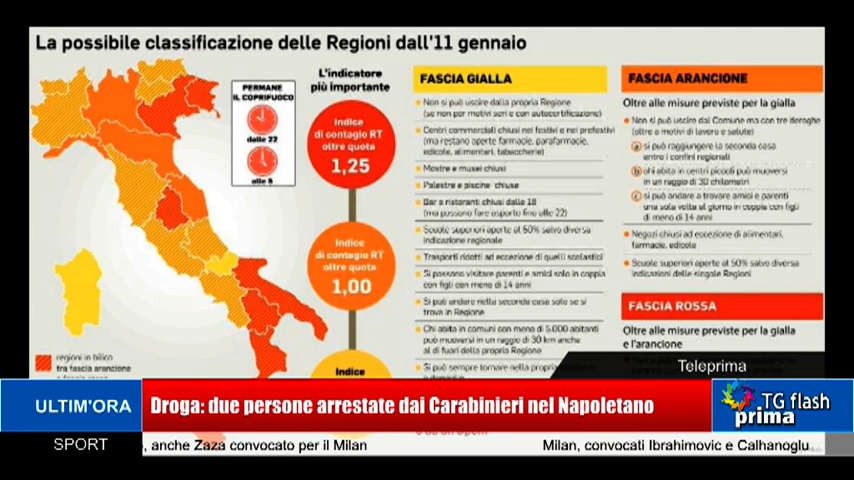 La possibile classificazione delle Regioni dall'11 gennaio
PERMANE
IL COPRIFUOCO
dalle 22
alle 5
L'indicatore
più importante
Indice
di contagio RT
oltre quota
1,25
Indice
di contagio RT
oltre quota
1,00
Indice
regioni in bilico
tra fascia arancione
FASCIA GIALLA
Non si può uscire dalla propria Regione
(se non per motivi seri e con autocertificazione)
Centri commerciali chiusi nei festivi e nei prefestivi
(ma restano aperte farmacie, parafarmacie,
edicole, alimentari, tabaccherie)
Mostre e musei chiusi
Palestre e piscine chiuse
Bar e ristoranti chiusi dalle 18
(ma possono fare asporto fino alle 22)
Scuole superiori aperte al 50% salvo diversa
indicazione regionale
Trasporti ridotti ad eccezione di quelli scolastici
Si possono visitare parenti e amici solo in coppia
con figli con meno di 14 anni
Si può andare nella seconda casa solo se si
trova in Regione
Chi abita in comuni con meno di 5.000 abitanti
può muoversi in un raggio di 30 km anche
al di fuori della propria Regione
Si può sempre tornare nella propria
FASCIA ARANCIONE
Oltre alle misure previste per la gialla
Non si può uscire dal Comune ma con tre deroghe
(oltre a motivi di lavoro e salute)
a si può raggiungere la seconda casa
entro i confini regionali
b chi abita in centri piccoli può muoversi
in un raggio di 30 chilometri
c si può andare a trovare amici e parenti
una sola volta al giorno in coppia con figli
di meno di 14 anni
Negozi chiusi ad eccezione di alimentari,
farmacie, edicole
Scuole superiori aperte al 50% salvo diversa
indicazioni delle singole Regioni
FASCIA ROSSA
Oltre alle misure previste per la gialla
e l'arancione
Teleprima
ULTIM'ORA
Droga: due persone arrestate dai Carabinieri nel Napoletano
TG flash
prima
SPORT
, anche Zaza convocato per il Milan
Milan, convocati Ibrahimovic e Calhanoglu